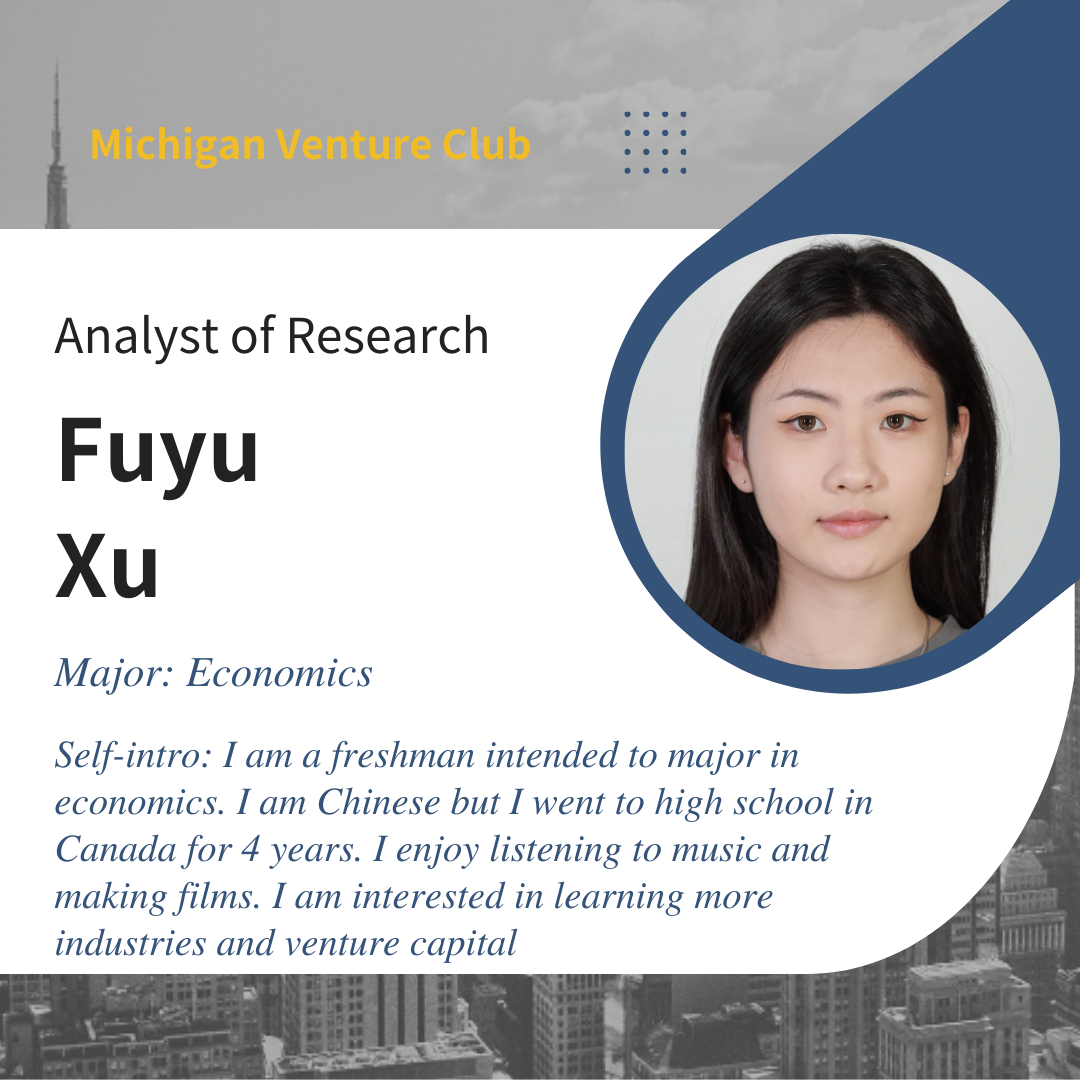 Michigan Venture Club
Analyst of Research
Fuyu
Xu
Major: Economics
Self-intro: I am a freshman intended to major in
economics. I am Chinese but I went to high school in
Canada for 4 years. I enjoy listening to music and
making films. I am interested in learning more
industries and venture capital